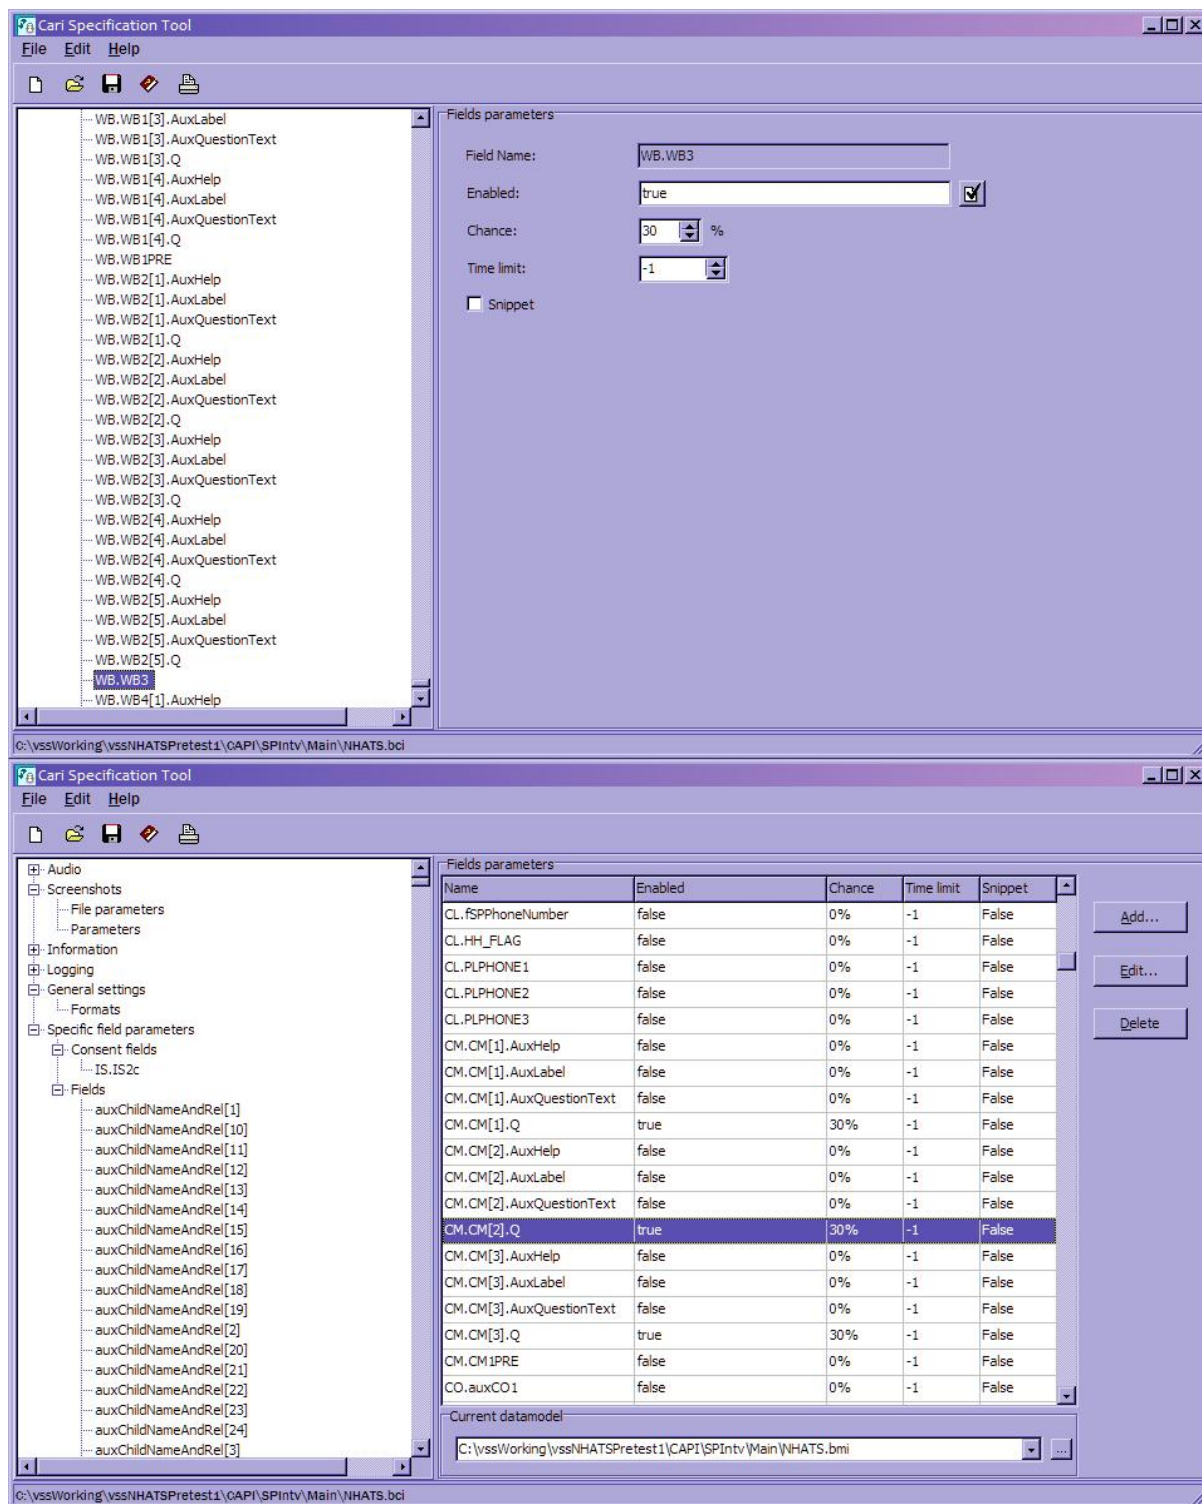 Cari Specification Tool
File Edit Help
WB.WB1[3].AuxLabel
WB.WB1[3].AuxQuestionText
WB.WB1[3].Q
WB.WB1[4].AuxHelp
WB.WB1[4].AuxLabel
WB.WB1[4].AuxQuestionText
WB.WB1[4].Q
WB.WB1PRE
WB.WB2[1].AuxHelp
WB.WB2[1].AuxLabel
WB.WB2[1].AuxQuestionText
WB.WB2[1].Q
WB.WB2[2].AuxHelp
WB.WB2[2].AuxLabel
WB.WB2[2].AuxQuestionText
WB.WB2[2].Q
WB.WB2[3].AuxHelp
WB.WB2[3].AuxLabel
WB.WB2[3].AuxQuestionText
WB.WB2[3].Q
WB.WB2[4].AuxHelp
WB.WB2[4].AuxLabel
WB.WB2[4].AuxQuestionText
WB.WB2[4].Q
WB.WB2[5].AuxHelp
WB.WB2[5].AuxLabel
WB.WB2[5].AuxQuestionText
WB.WB2[5].Q
WB.WB3
WB.WB4[1].AuxHelp
Fields parameters
Field Name: WB.WB3
Enabled: true
Chance: 30 %
Time limit: -1
Snippet
C:\vssWorking\vssNHATSPretest1\CAPI\SPIntv\Main\NHATS.bci
Cari Specification Tool
File Edit Help
Audio
Screenshots
File parameters
Parameters
Information
Logging
General settings
Formats
Specific field parameters
Consent fields
IS.IS2c
Fields
auxChildNameAndRel[1]
auxChildNameAndRel[10]
auxChildNameAndRel[11]
auxChildNameAndRel[12]
auxChildNameAndRel[13]
auxChildNameAndRel[14]
auxChildNameAndRel[15]
auxChildNameAndRel[16]
auxChildNameAndRel[17]
auxChildNameAndRel[18]
auxChildNameAndRel[19]
auxChildNameAndRel[2]
auxChildNameAndRel[20]
auxChildNameAndRel[21]
auxChildNameAndRel[22]
auxChildNameAndRel[23]
auxChildNameAndRel[24]
auxChildNameAndRel[3]
Fields parameters
Name Enabled Chance Time limit Snippet
CL.fSPPhoneNumber false 0% -1 False
CL.HH_FLAG false 0% -1 False
CL.PLPHONE1 false 0% -1 False
CL.PLPHONE2 false 0% -1 False
CL.PLPHONE3 false 0% -1 False
CM.CM[1].AuxHelp false 0% -1 False
CM.CM[1].AuxLabel false 0% -1 False
CM.CM[1].AuxQuestionText false 0% -1 False
CM.CM[1].Q true 30% -1 False
CM.CM[2].AuxHelp false 0% -1 False
CM.CM[2].AuxLabel false 0% -1 False
CM.CM[2].AuxQuestionText false 0% -1 False
CM.CM[2].Q true 30% -1 False
CM.CM[3].AuxHelp false 0% -1 False
CM.CM[3].AuxLabel false 0% -1 False
CM.CM[3].AuxQuestionText false 0% -1 False
CM.CM[3].Q true 30% -1 False
CM.CM1PRE false 0% -1 False
CO.auxCO1 false 0% -1 False
Add...
Edit...
Delete
Current datamodel
C:\vssWorking\vssNHATSPretest1\CAPI\SPIntv\Main\NHATS.bmi
...
C:\vssWorking\vssNHATSPretest1\CAPI\SPIntv\Main\NHATS.bci